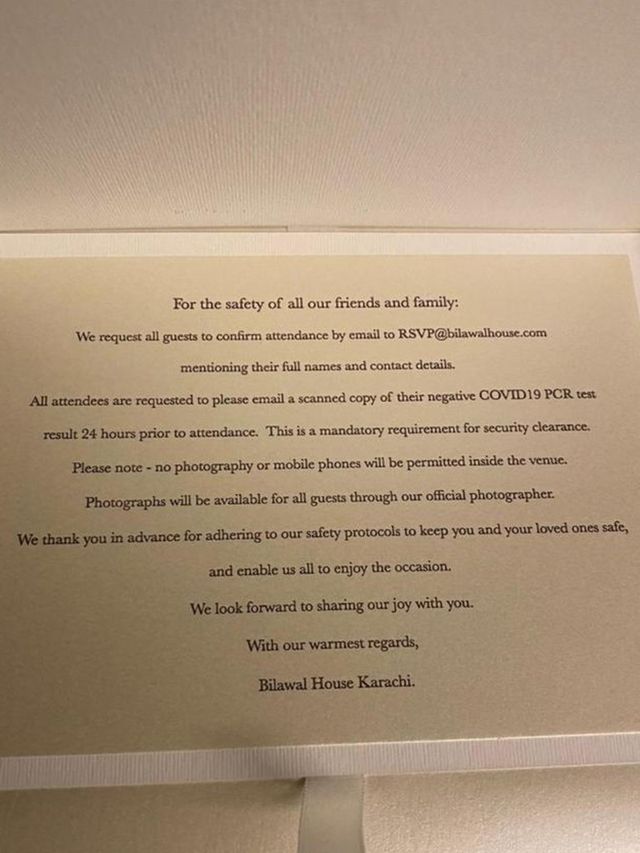 For the safety of all our friends and family:
We request all guests to confirm attendance by email to RSVP@bilawalhouse.com
mentioning their full names and contact details.
All attendees are requested to please email a scanned copy of their negative COVID19 PCR test
result 24 hours prior to attendance. This is a mandatory requirement for security clearance.
Please note - no photography or mobile phones will be permitted inside the venue.
Photographs will be available for all guests through our official photographer.
We thank you in advance for adhering to our safety protocols to keep you and your loved ones safe,
and enable us all to enjoy the occasion.
We look forward to sharing our joy with you.
With our warmest regards,
Bilawal House Karachi.